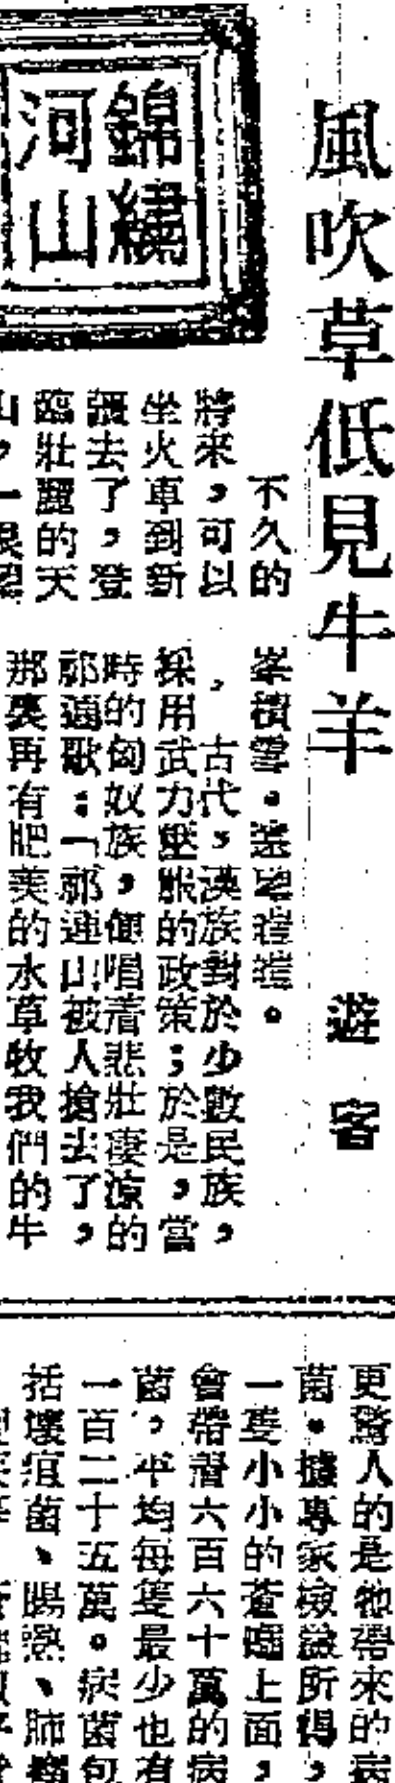 風吹草低見牛羊
遊客
錦繡
河山
不久的
將來，可以
坐火車到新
疆去了，登
臨壯麗的天
山，一眼望
峯積雪。
，古代，漢族對於少數民族，
採用武力壓服的政策；於是，當
時的匈奴族，便唱着悲壯凄凉的
祁連歌：「祁連山被人搶去了，
那裏再有肥美的水草牧我們的牛
更驚人的是牠帶來的病
菌。據專家檢驗所得，
一隻小小的蒼蠅上面，
會帶着六百六十萬的病
菌，平均每隻最少也有
一百二十五萬。病菌包
括壞疽菌、腸熱、肺癆